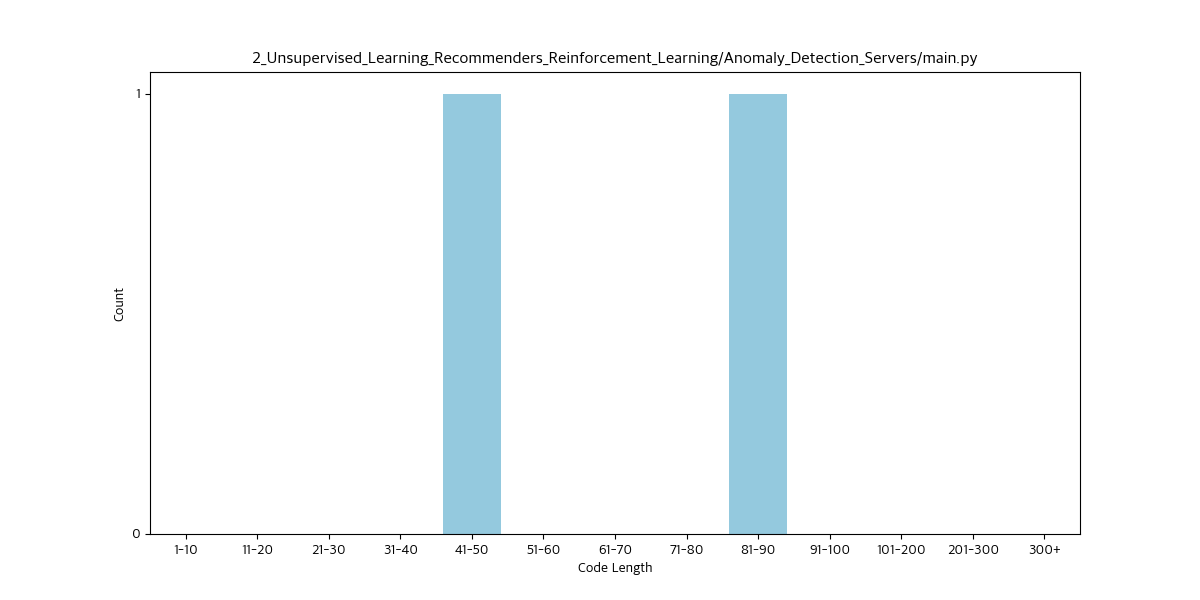 2_Unsupervised_Learning_Recommenders_Reinforcement_Learning/Anomaly_Detection_Servers/main.py
1
Count
0
1-10 11-20 21-30 31-40 41-50 51-60 61-70 71-80 81-90 91-100 101-200 201-300 300+
Code Length